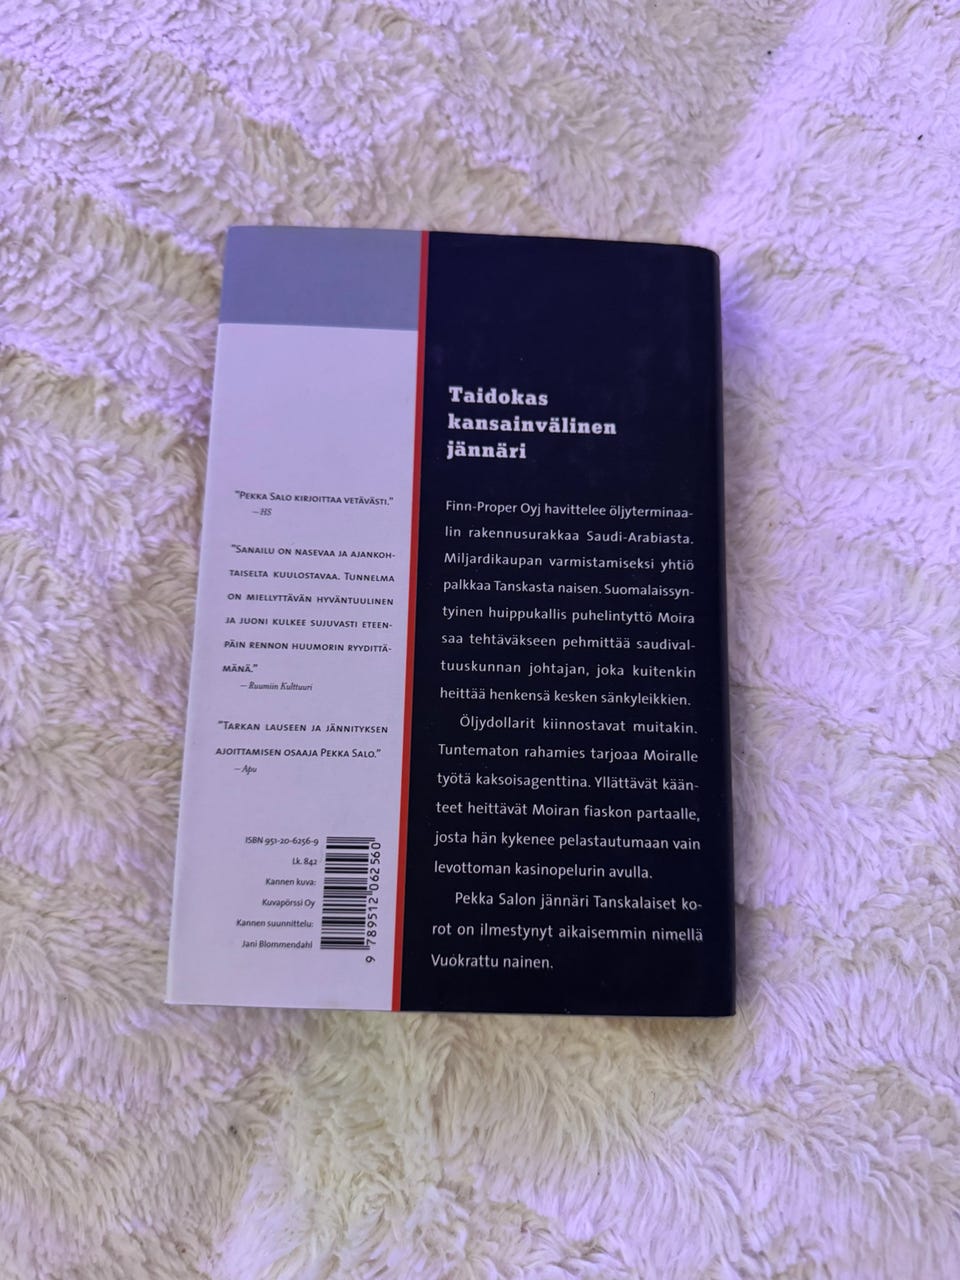 "PEKKA SALO KIRJOITTAA VETÄVÄSTI."
—HS
"SANAILU ON NASEVAA JA AJANKOH-
TAISELTA KUULOSTAVAA. TUNNELMA
ON MIELLYTTÄVÄN HYVÄNTUULINEN
JA JUONI KULKEE SUJUVASTI ETEEN-
PÄIN RENNON HUUMORIN RYYDITTÄ-
MÄNÄ."
—Ruumiin Kulttuuri
"TARKAN LAUSEEN JA JÄNNITYKSEN
AJOITTAMISEN OSAAJA PEKKA SALO."
—Apu
ISBN 951-20-6256-9
Lk. 842
Kannen kuva:
Kuvapörssi Oy
Kannen suunnittelu:
Jani Blommendahl
9 789512 062560
Taidokas
kansainvälinen
jännäri
Finn-Proper Oyj havittelee öljyterminaa-
lin rakennusurakkaa Saudi-Arabiasta.
Miljardikaupan varmistamiseksi yhtiö
palkkaa Tanskasta naisen. Suomalaissyn-
tyinen huippukallis puhelintyttö Moira
saa tehtäväkseen pehmittää saudival-
tuuskunnan johtajan, joka kuitenkin
heittää henkensä kesken sänkyleikkien.
Öljydollarit kiinnostavat muitakin.
Tuntematon rahamies tarjoaa Moiralle
työtä kaksoisagenttina. Yllättävät kään-
teet heittävät Moiran fiaskon partaalle,
josta hän kykenee pelastautumaan vain
levottoman kasinopelurin avulla.
Pekka Salon jännäri Tanskalaiset ko-
rot on ilmestynyt aikaisemmin nimellä
Vuokrattu nainen.